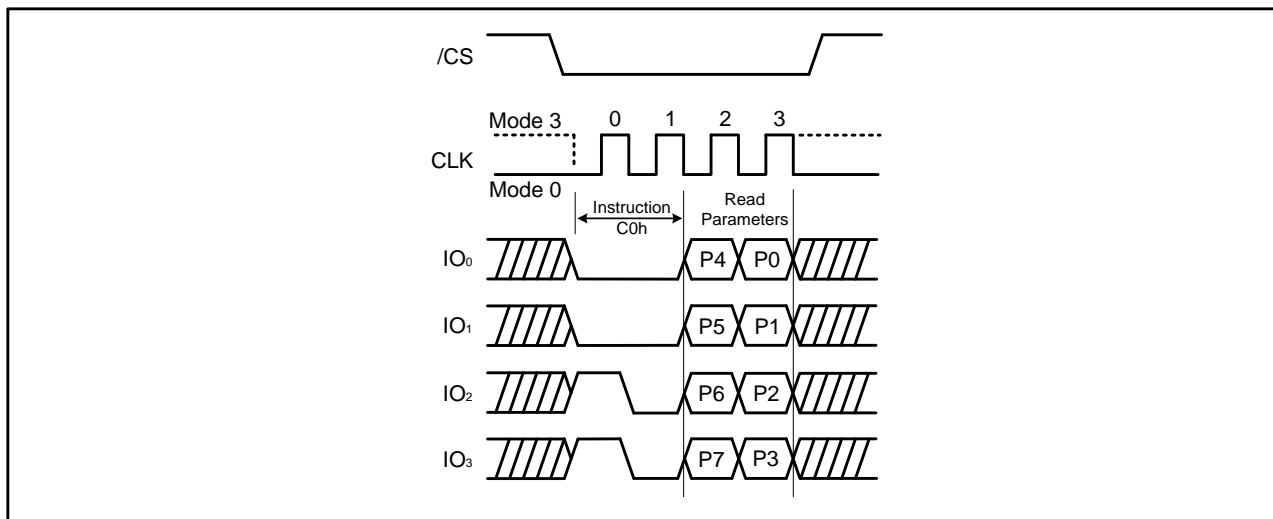 /CS
Mode 3 0 1 2 3
CLK
Mode 0
Instruction
C0h
Read
Parameters
IO₀ P4 P0
IO₁ P5 P1
IO₂ P6 P2
IO₃ P7 P3